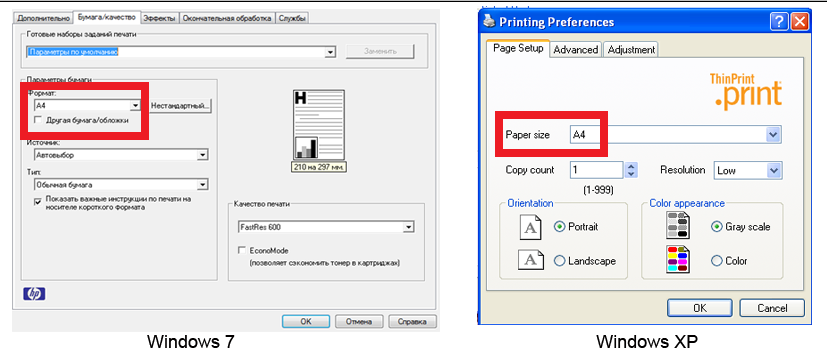 Дополнительно Бумага/качество Эффекты Окончательная обработка Службы
Готовые наборы заданий печати
Параметры по умолчанию
Заменить
Параметры бумаги
Формат:
A4
Нестандартный...
Другая бумага/обложки
Источник:
Автовыбор
Тип:
Обычная бумага
Показать важные инструкции по печати на
носителе короткого формата
H
210 на 297 мм.
Качество печати
FastRes 600
EconoMode
(позволяет сэкономить тонер в картриджах)
hp
OK Отмена Справка
Windows 7
Printing Preferences
Page Setup Advanced Adjustment
ThinPrint
.print
Paper size A4
Copy count 1 Resolution Low
(1-999)
Orientation Color appearance
A Portrait Gray scale
A Landscape Color
OK Cancel
Windows XP